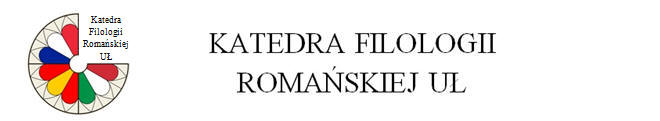 Katedra
Filologii
Romańskiej
UŁ
KATEDRA FILOLOGII
ROMAŃSKIEJ UŁ